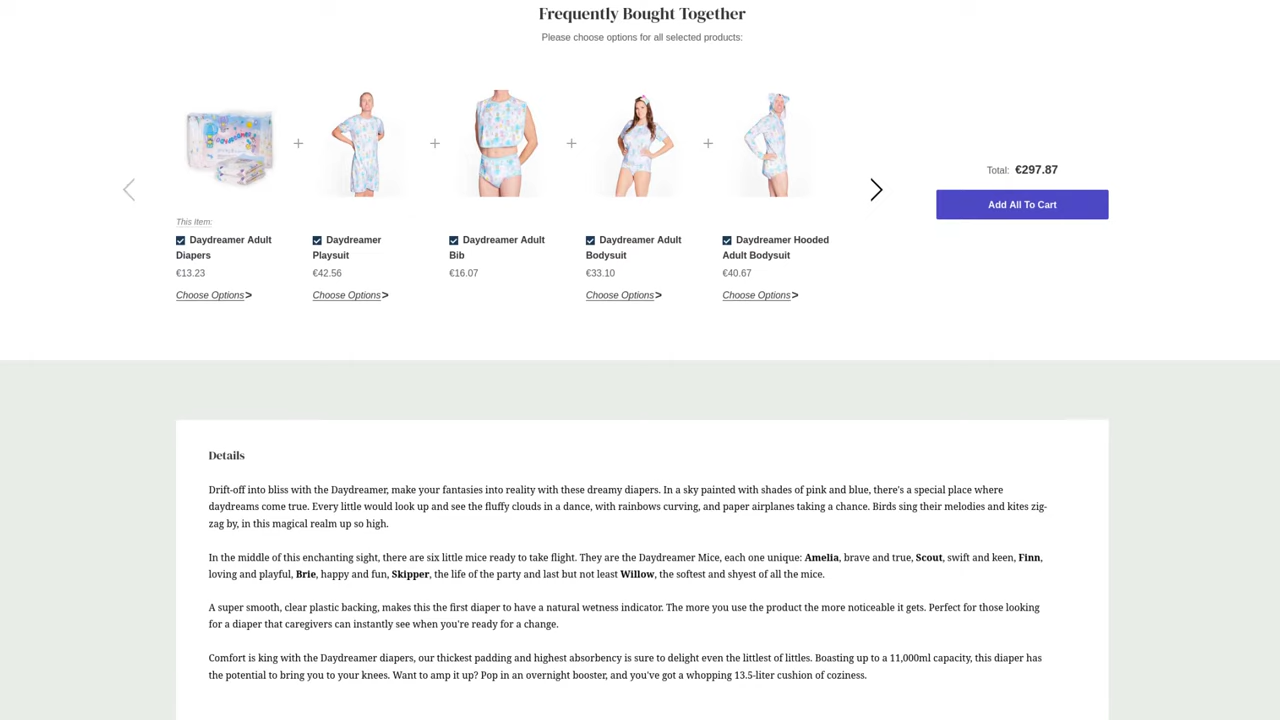 Frequently Bought Together
Please choose options for all selected products:
This Item:
Daydreamer Adult Diapers
€13.23
Choose Options>
Daydreamer Playsuit
€42.56
Choose Options>
Daydreamer Adult Bib
€16.07
Daydreamer Adult Bodysuit
€33.10
Choose Options>
Daydreamer Hooded Adult Bodysuit
€40.67
Choose Options>
Total: €297.87
Add All To Cart
Details
Drift-off into bliss with the Daydreamer, make your fantasies into reality with these dreamy diapers. In a sky painted with shades of pink and blue, there's a special place where
daydreams come true. Every little would look up and see the fluffy clouds in a dance, with rainbows curving, and paper airplanes taking a chance. Birds sing their melodies and kites zig-
zag by, in this magical realm up so high.
In the middle of this enchanting sight, there are six little mice ready to take flight. They are the Daydreamer Mice, each one unique: Amelia, brave and true, Scout, swift and keen, Finn,
loving and playful, Brie, happy and fun, Skipper, the life of the party and last but not least Willow, the softest and shyest of all the mice.
A super smooth, clear plastic backing, makes this the first diaper to have a natural wetness indicator. The more you use the product the more noticeable it gets. Perfect for those looking
for a diaper that caregivers can instantly see when you're ready for a change.
Comfort is king with the Daydreamer diapers, our thickest padding and highest absorbency is sure to delight even the littlest of littles. Boasting up to a 11,000ml capacity, this diaper has
the potential to bring you to your knees. Want to amp it up? Pop in an overnight booster, and you've got a whopping 13.5-liter cushion of coziness.